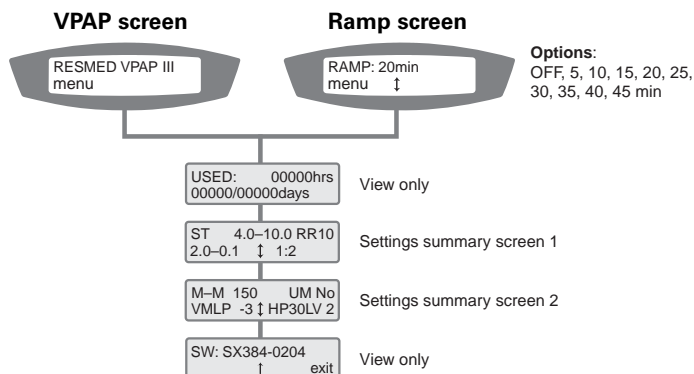 VPAP screen
Ramp screen
RESMED VPAP III
menu
RAMP: 20min
menu ↕
Options:
OFF, 5, 10, 15, 20, 25,
30, 35, 40, 45 min
USED: 00000hrs
00000/00000days
View only
ST 4.0–10.0 RR10
2.0–0.1 ↕ 1:2
Settings summary screen 1
M–M 150 UM No
VMLP -3 ↕ HP30LV 2
Settings summary screen 2
SW: SX384-0204
↑ exit
View only